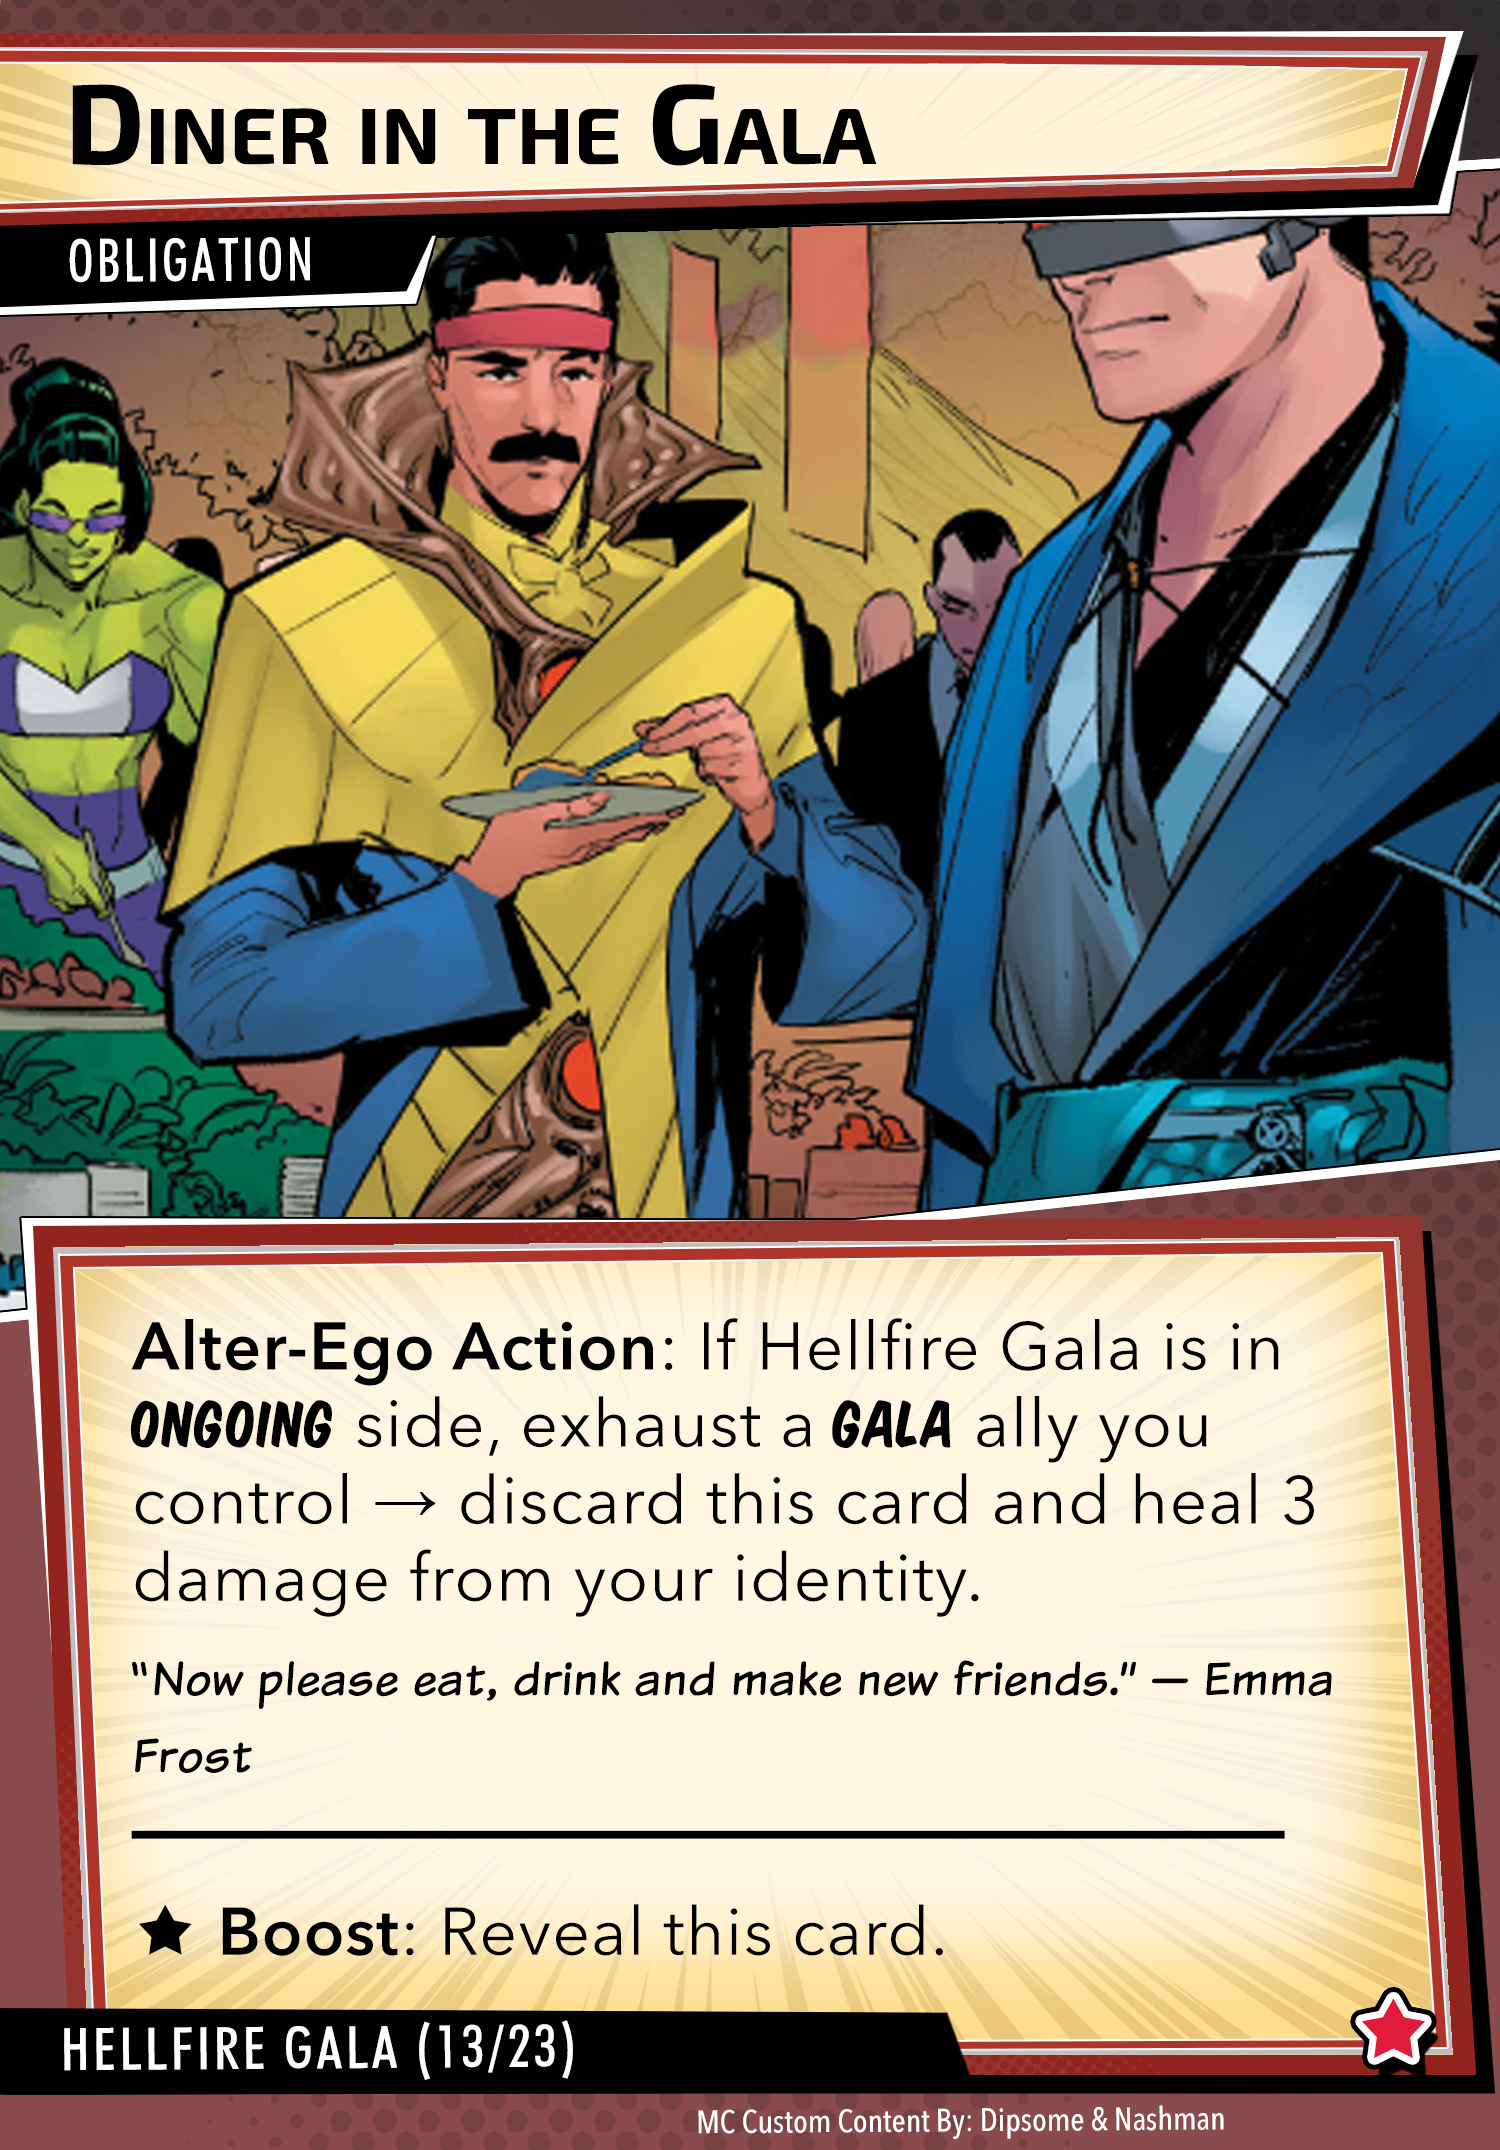 Diner in the Gala
OBLIGATION
Alter-Ego Action: If Hellfire Gala is in
ONGOING side, exhaust a GALA ally you
control → discard this card and heal 3
damage from your identity.
"Now please eat, drink and make new friends." — Emma
Frost
★ Boost: Reveal this card.
HELLFIRE GALA (13/23)
MC Custom Content By: Dipsome & Nashman